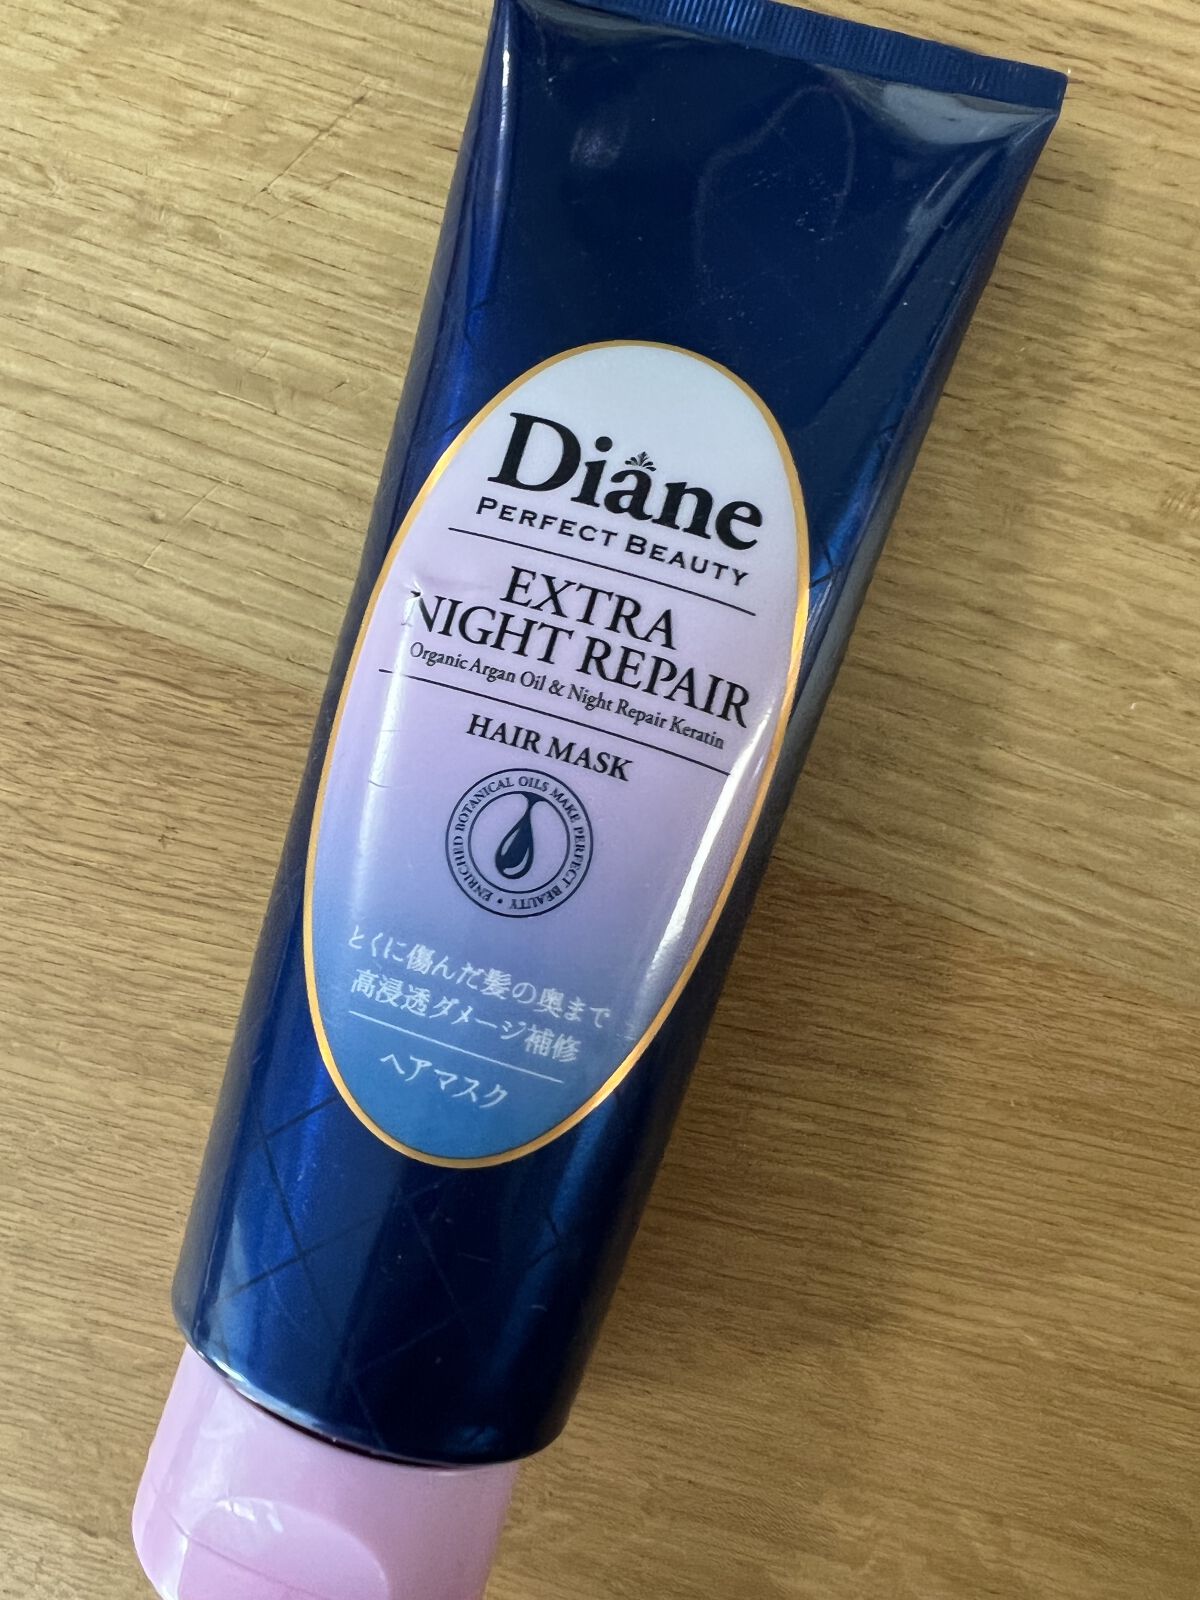 Diane
PERFECT BEAUTY
EXTRA
NIGHT REPAIR
Organic Argan Oil & Night Repair Keratin
HAIR MASK
ENRICHED BOTANICAL OILS MAKE PERFECT BEAUTY •
とくに傷んだ髪の奥まで
高浸透ダメージ補修
ヘアマスク